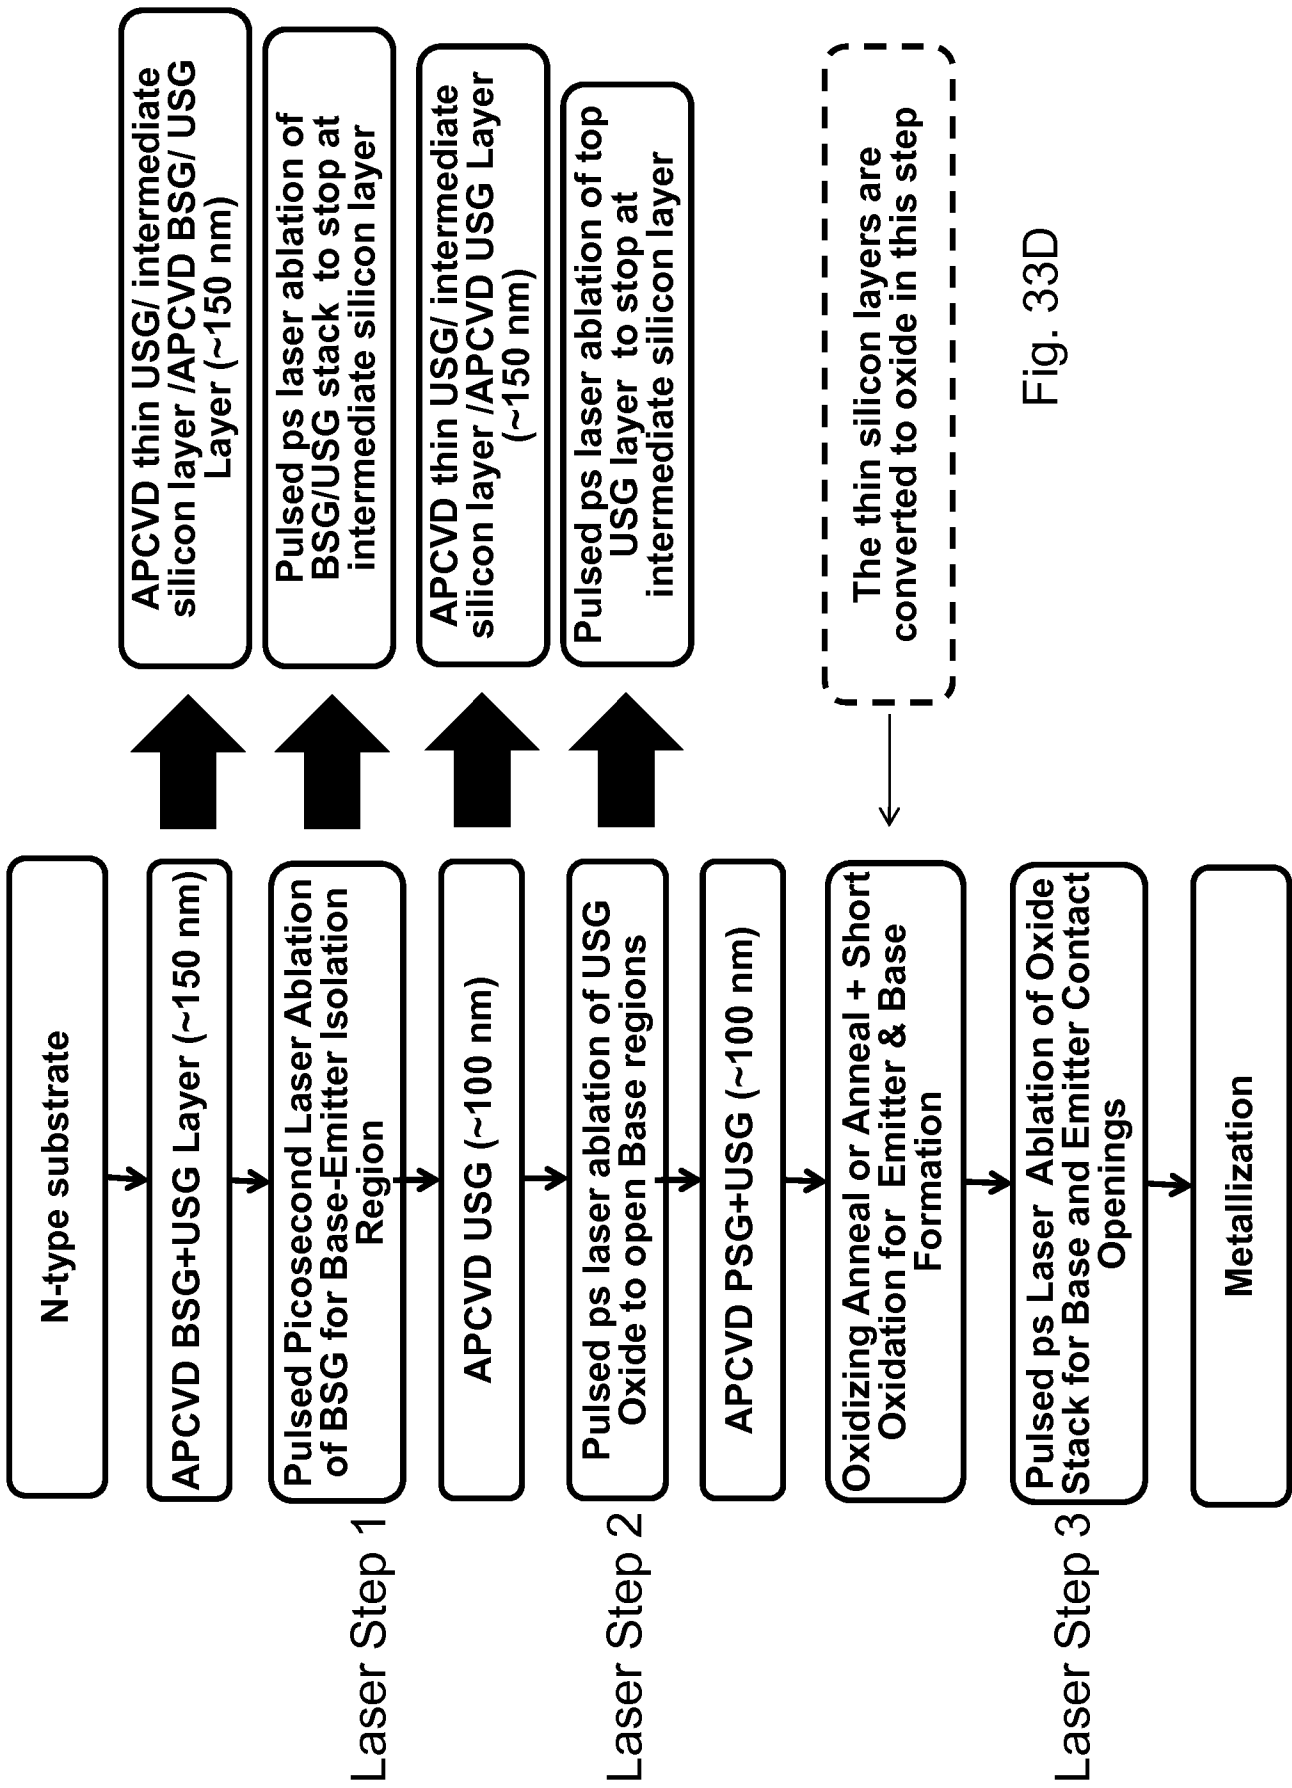 N-type substrate
APCVD BSG+USG Layer (~150 nm)
APCVD thin USG/ intermediate
silicon layer /APCVD BSG/ USG
Layer (~150 nm)
Laser Step 1
Pulsed Picosecond Laser Ablation
of BSG for Base-Emitter Isolation
Region
Pulsed ps laser ablation of
BSG/USG stack to stop at
intermediate silicon layer
APCVD USG (~100 nm)
APCVD thin USG/ intermediate
silicon layer /APCVD USG Layer
(~150 nm)
Laser Step 2
Pulsed ps laser ablation of USG
Oxide to open Base regions
Pulsed ps laser ablation of top
USG layer to stop at
intermediate silicon layer
APCVD PSG+USG (~100 nm)
Oxidizing Anneal or Anneal + Short
Oxidation for Emitter & Base
Formation
The thin silicon layers are
converted to oxide in this step
Laser Step 3
Pulsed ps Laser Ablation of Oxide
Stack for Base and Emitter Contact
Openings
Metallization
Fig. 33D